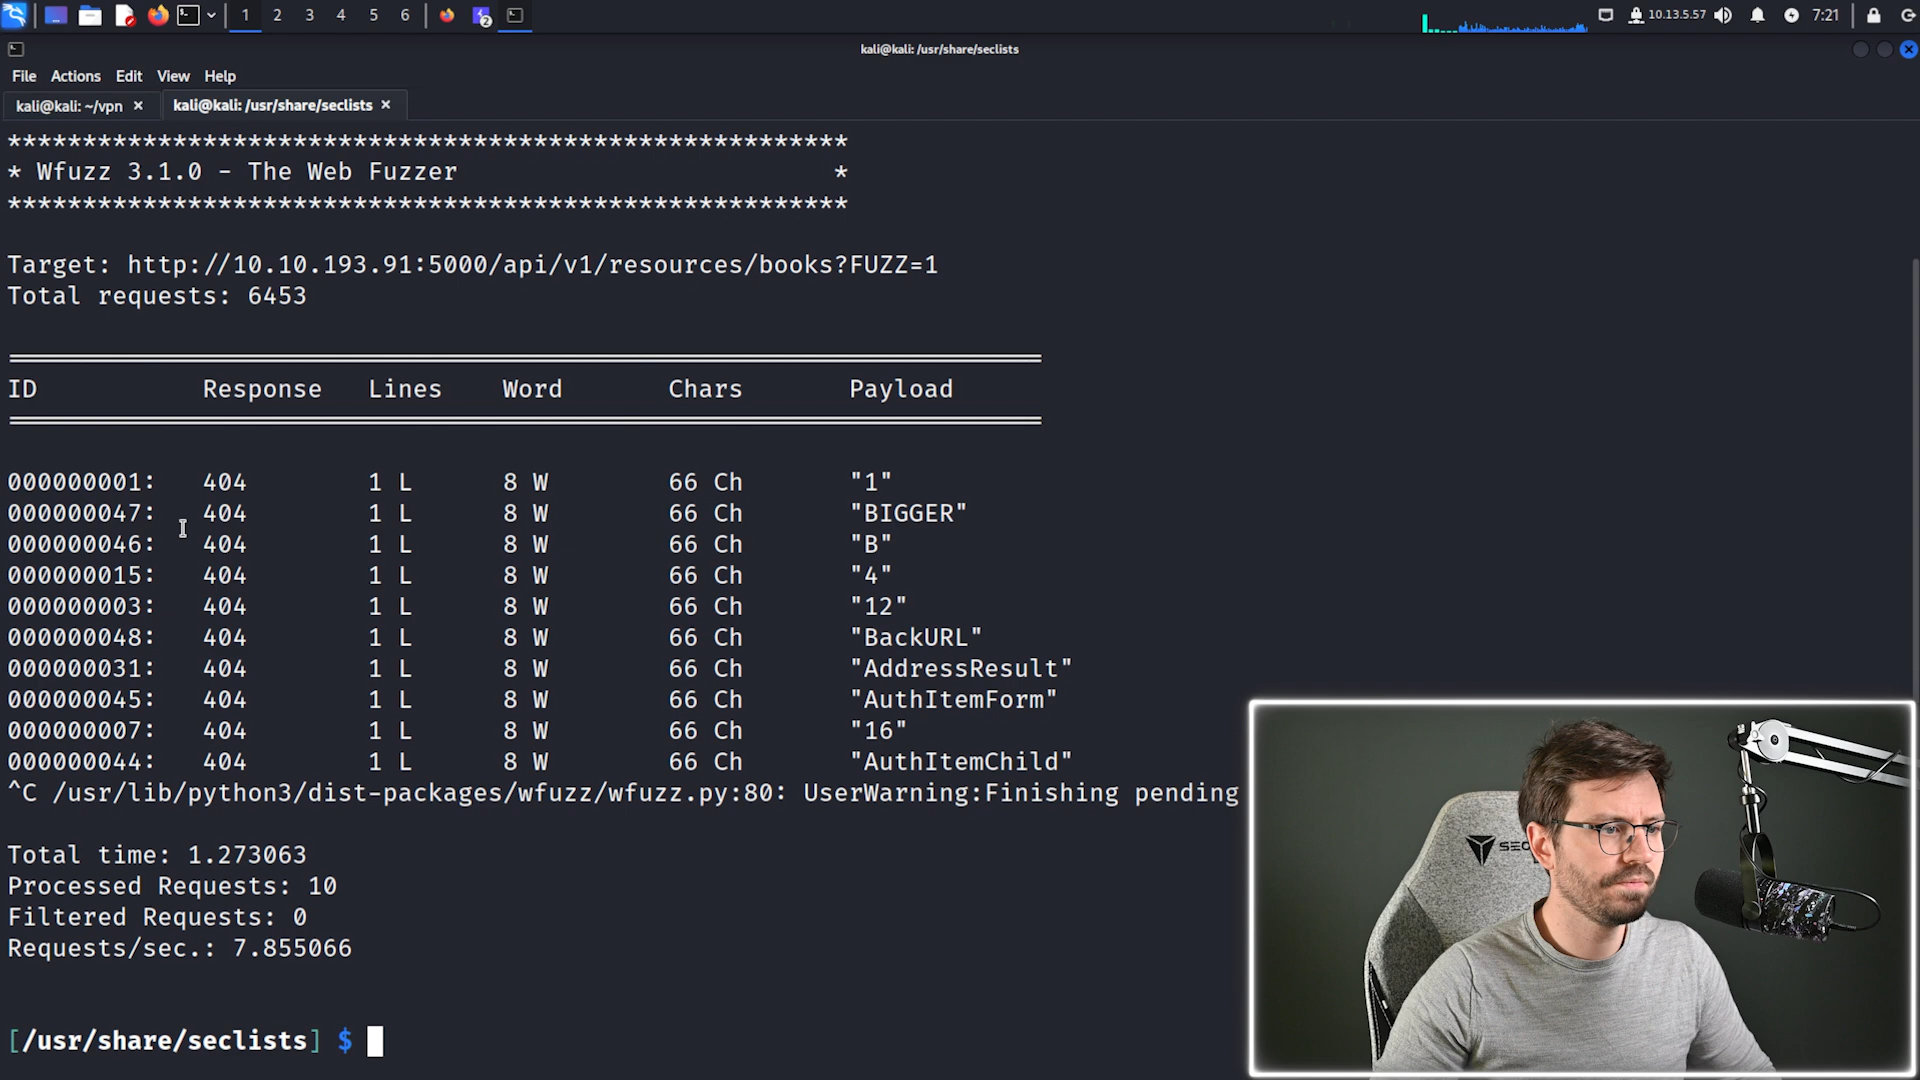 1 2 3 4 5 6
2
10.13.5.57
7:21
kali@kali: /usr/share/seclists
File Actions Edit View Help
kali@kali: ~/vpn
kali@kali: /usr/share/seclists
********************************************************
* Wfuzz 3.1.0 - The Web Fuzzer *
********************************************************
Target: http://10.10.193.91:5000/api/v1/resources/books?FUZZ=1
Total requests: 6453
=====================================================================
ID Response Lines Word Chars Payload
=====================================================================
000000001: 404 1 L 8 W 66 Ch "1"
000000047: 404 1 L 8 W 66 Ch "BIGGER"
000000046: 404 1 L 8 W 66 Ch "B"
000000015: 404 1 L 8 W 66 Ch "4"
000000003: 404 1 L 8 W 66 Ch "12"
000000048: 404 1 L 8 W 66 Ch "BackURL"
000000031: 404 1 L 8 W 66 Ch "AddressResult"
000000045: 404 1 L 8 W 66 Ch "AuthItemForm"
000000007: 404 1 L 8 W 66 Ch "16"
000000044: 404 1 L 8 W 66 Ch "AuthItemChild"
^C /usr/lib/python3/dist-packages/wfuzz/wfuzz.py:80: UserWarning:Finishing pending
Total time: 1.273063
Processed Requests: 10
Filtered Requests: 0
Requests/sec.: 7.855066
[/usr/share/seclists] $